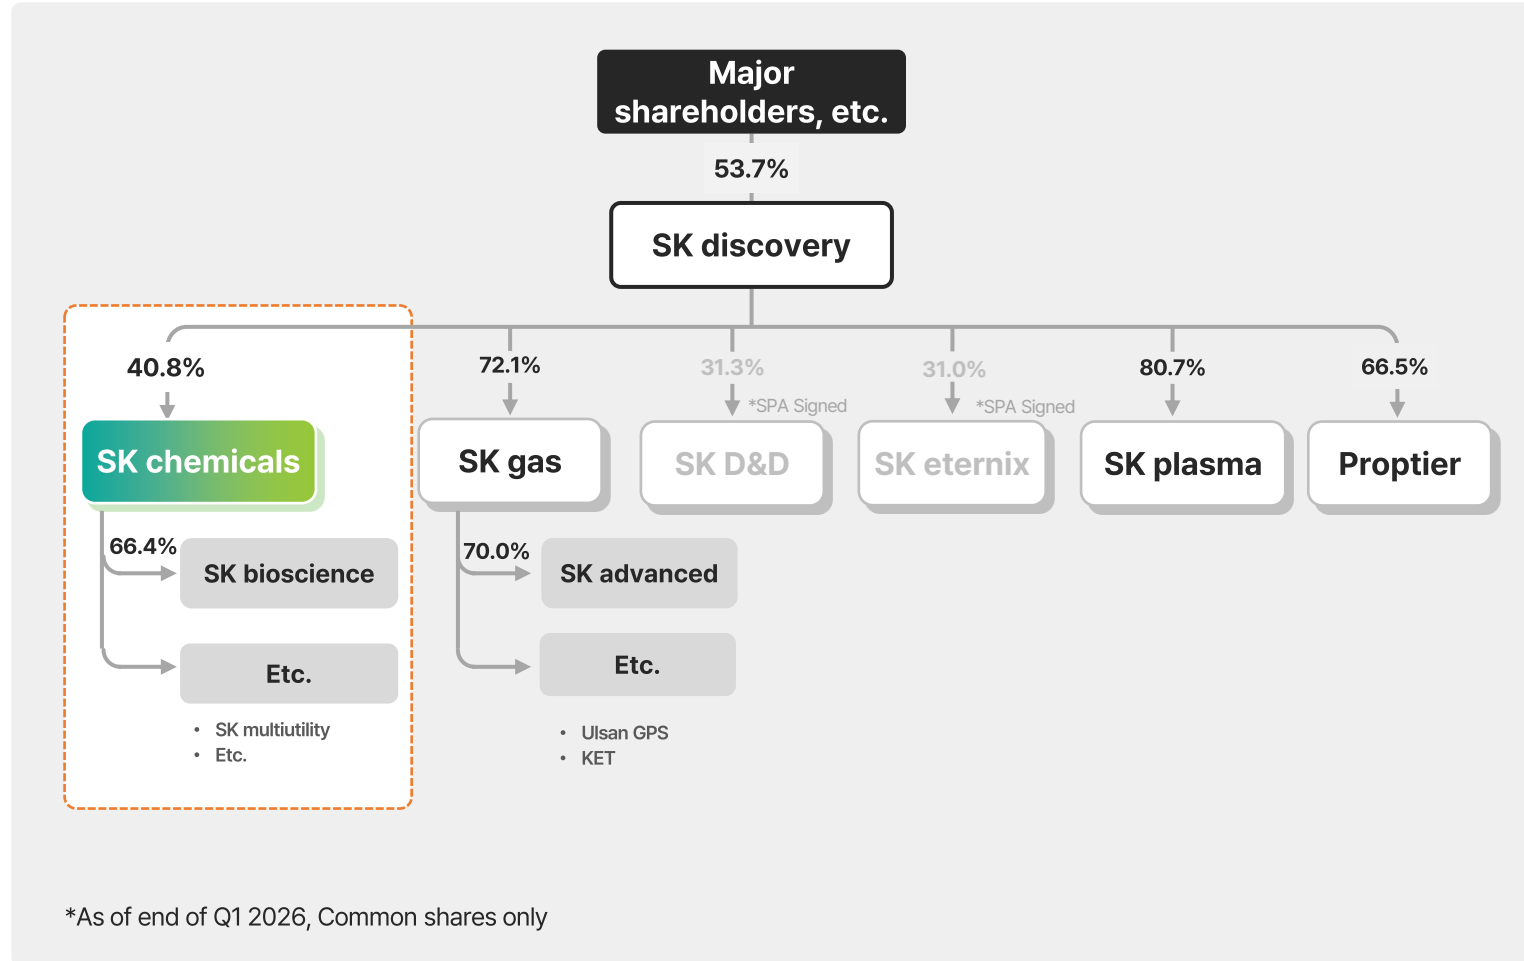 Major
shareholders, etc.
53.7%
SK discovery
40.8%
72.1%
31.3%
31.0%
80.7%
66.5%
*SPA Signed
*SPA Signed
SK chemicals
SK gas
SK D&D
SK eternix
SK plasma
Proptier
66.4%
SK bioscience
70.0%
SK advanced
Etc.
Etc.
• SK multiutility
• Etc.
• Ulsan GPS
• KET
*As of end of Q1 2026, Common shares only